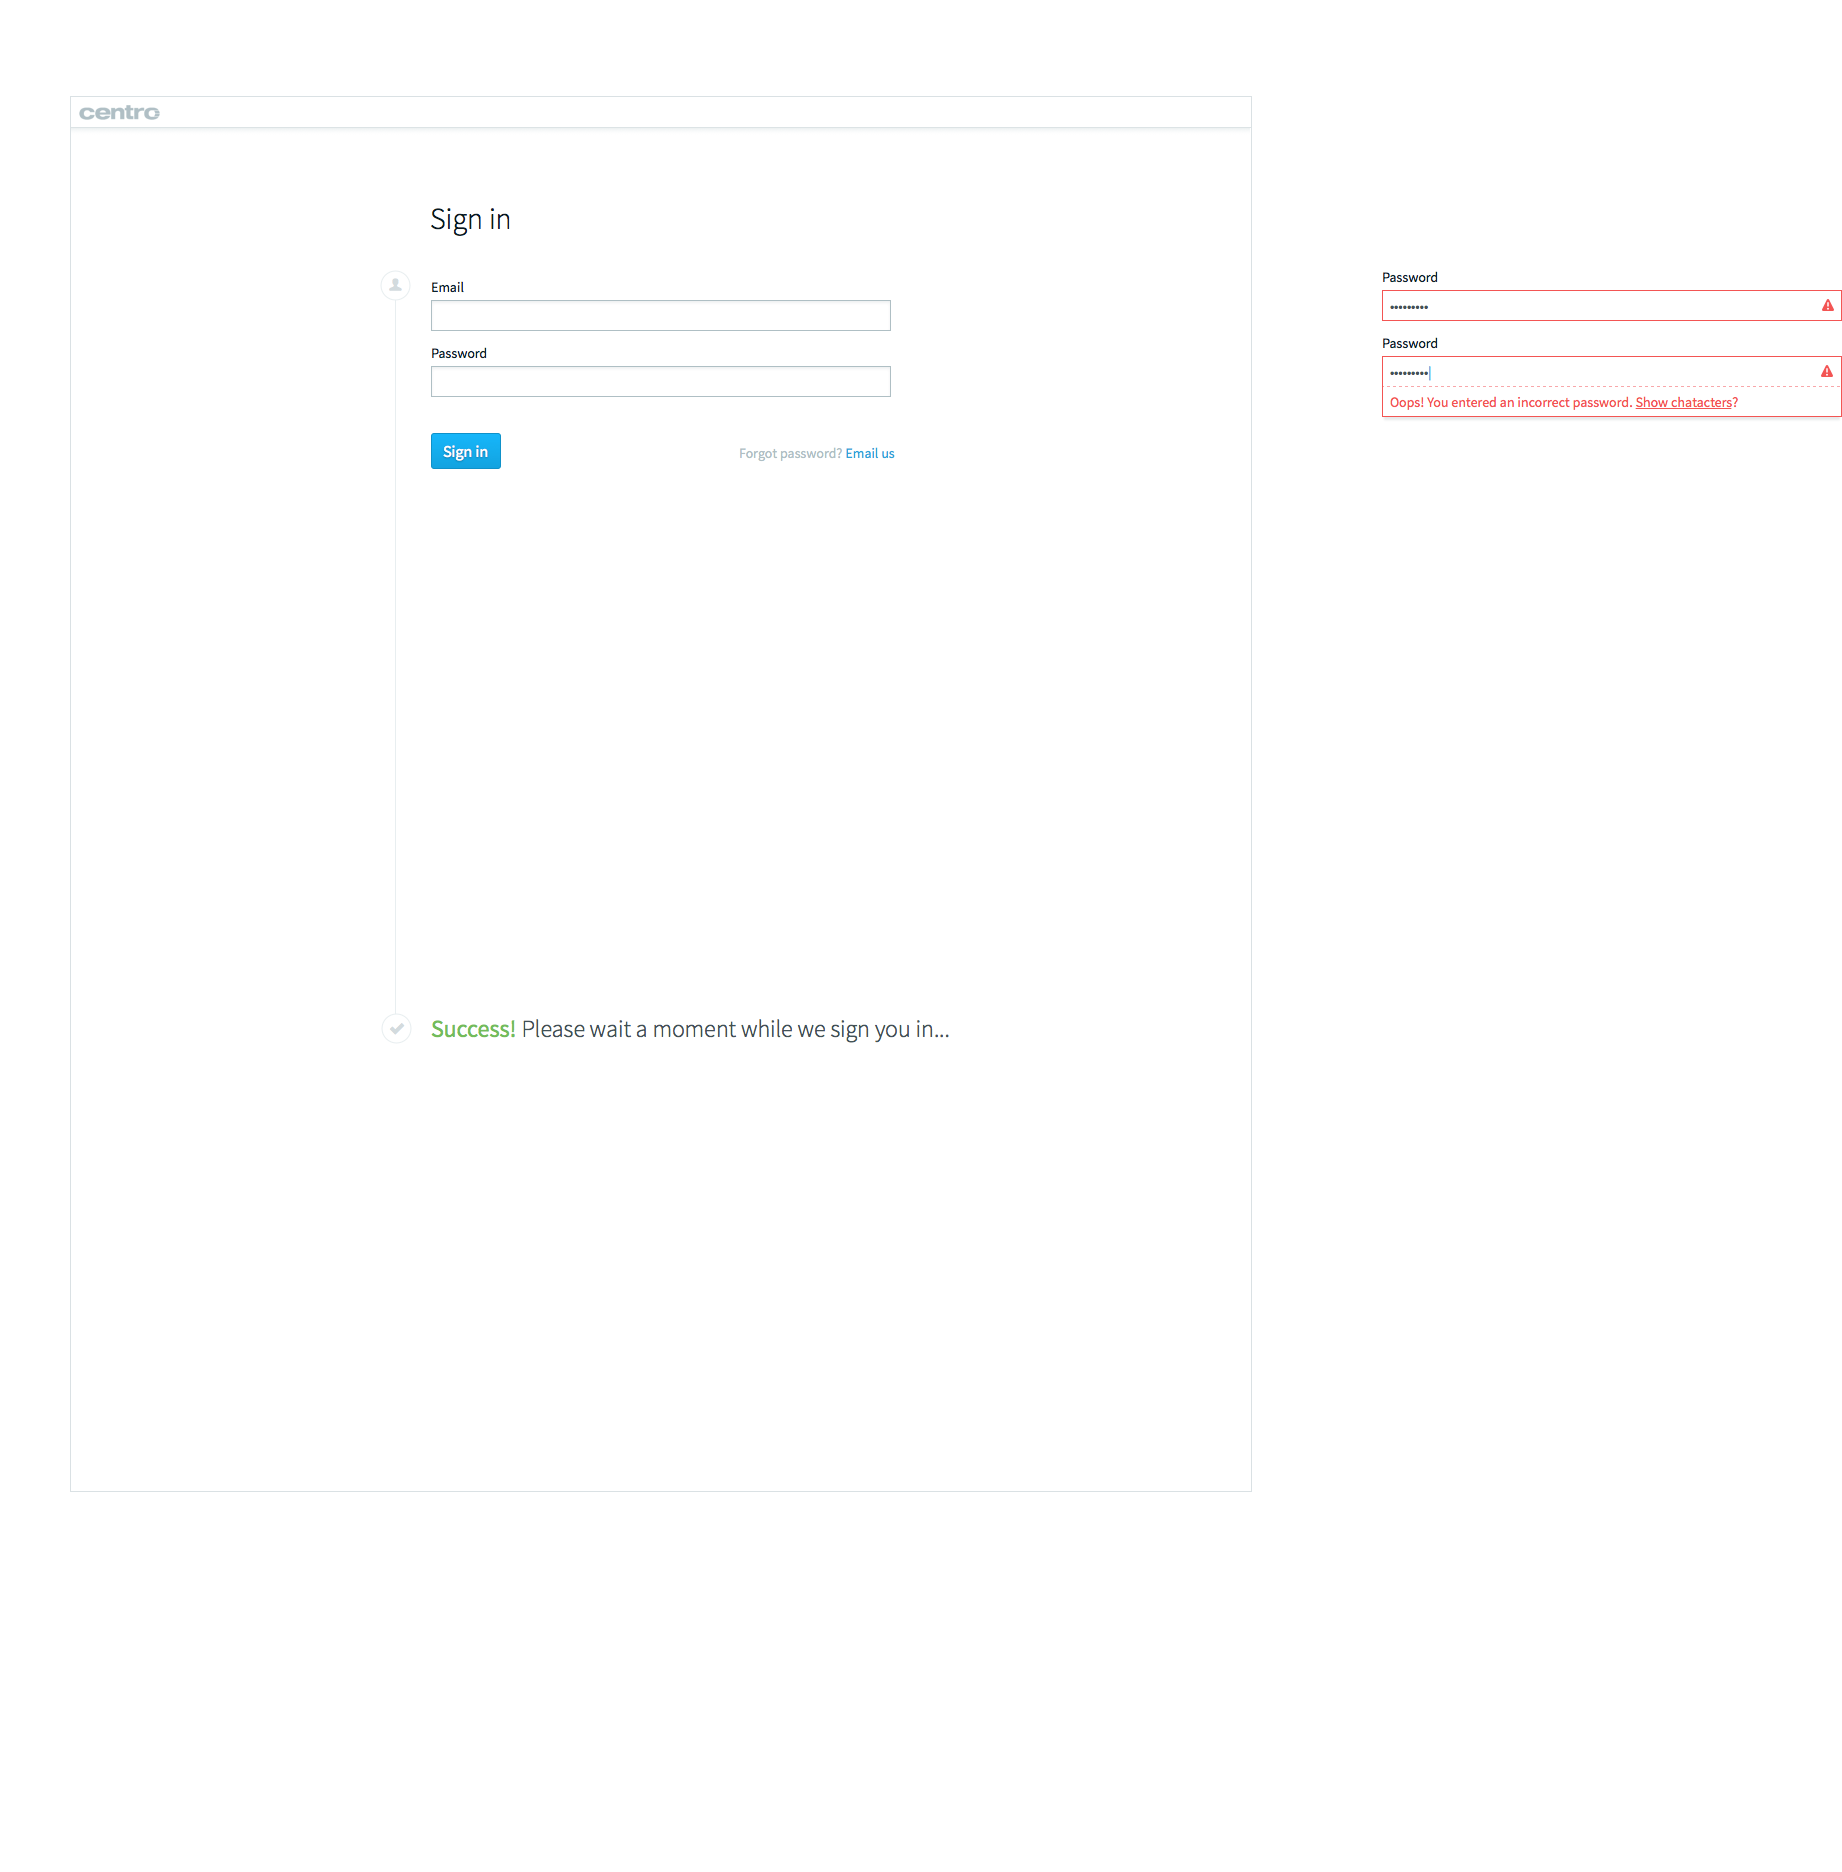 centro
Sign in
Email
Password
Sign in
Forgot password? Email us
Success! Please wait a moment while we sign you in...
Password
•••••••••
Password
•••••••••
Oops! You entered an incorrect password. Show chatacters?